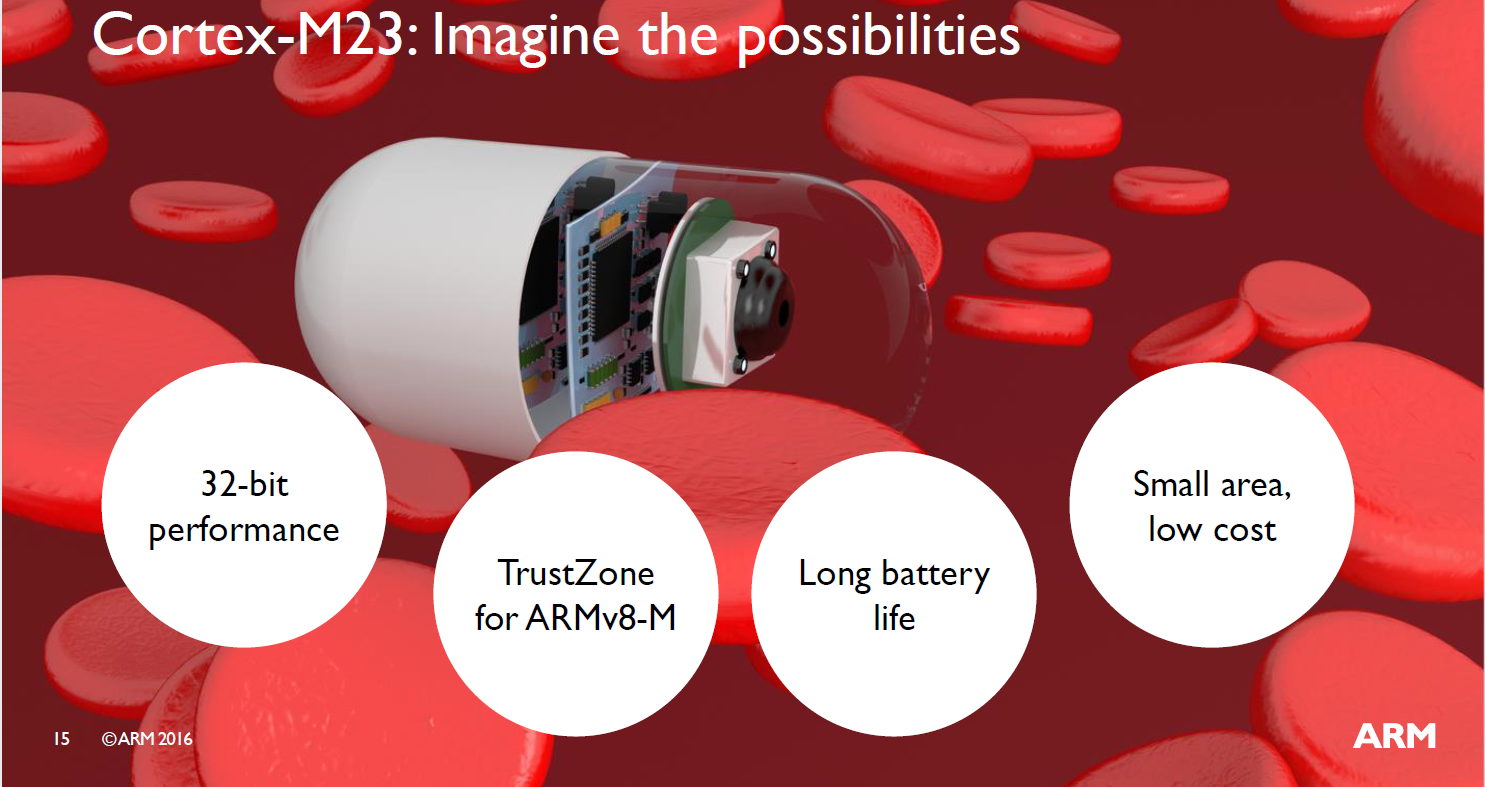 Cortex-M23: Imagine the possibilities
32-bit
performance
TrustZone
for ARMv8-M
Long battery
life
Small area,
low cost
15 ©ARM 2016
ARM